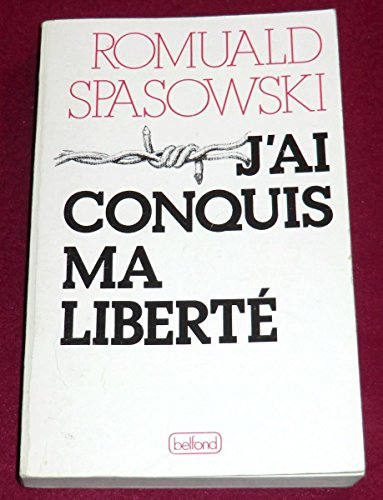 ROMUALD
SPASOWSKI
J'AI
CONQUIS
MA
LIBERTÉ
belfond